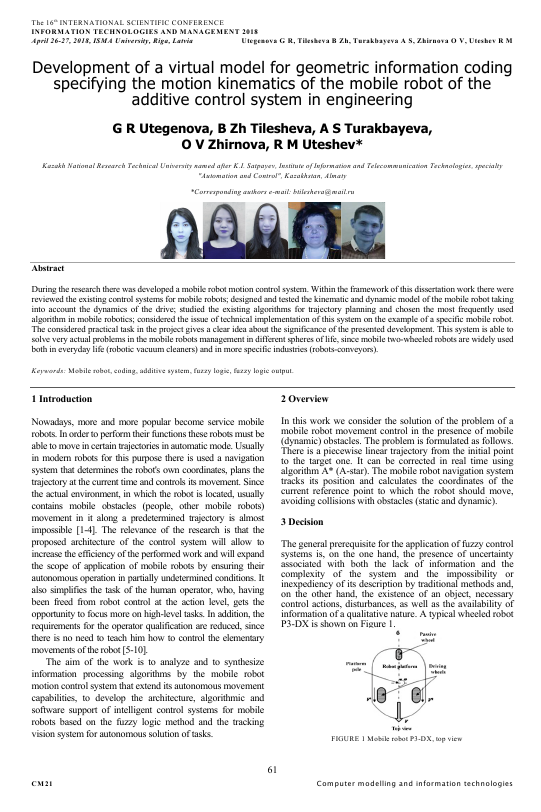 The 16th INTERNATIONAL SCIENTIFIC CONFERENCE
INFORMATION TECHNOLOGIES AND MANAGEMENT 2018
April 26-27, 2018, ISMA University, Riga, Latvia Utegenova G R, Tilesheva B Zh, Turakbayeva A S, Zhirnova O V, Uteshev R M
Development of a virtual model for geometric information coding
specifying the motion kinematics of the mobile robot of the
additive control system in engineering
G R Utegenova, B Zh Tilesheva, A S Turakbayeva,
O V Zhirnova, R M Uteshev*
Kazakh National Research Technical University named after K.I. Satpayev, Institute of Information and Telecommunication Technologies, specialty
"Automation and Control", Kazakhstan, Almaty
*Corresponding authors e-mail: btilesheva@mail.ru
Abstract
During the research there was developed a mobile robot motion control system. Within the framework of this dissertation work there were
reviewed the existing control systems for mobile robots; designed and tested the kinematic and dynamic model of the mobile robot taking
into account the dynamics of the drive; studied the existing algorithms for trajectory planning and chosen the most frequently used
algorithm in mobile robotics; considered the issue of technical implementation of this system on the example of a specific mobile robot.
The considered practical task in the project gives a clear idea about the significance of the presented development. This system is able to
solve very actual problems in the mobile robots management in different spheres of life, since mobile two-wheeled robots are widely used
both in everyday life (robotic vacuum cleaners) and in more specific industries (robots-conveyors).
Keywords: Mobile robot, coding, additive system, fuzzy logic, fuzzy logic output.
1 Introduction
Nowadays, more and more popular become service mobile
robots. In order to perform their functions these robots must be
able to move in certain trajectories in automatic mode. Usually
in modern robots for this purpose there is used a navigation
system that determines the robot's own coordinates, plans the
trajectory at the current time and controls its movement. Since
the actual environment, in which the robot is located, usually
contains mobile obstacles (people, other mobile robots)
movement in it along a predetermined trajectory is almost
impossible [1-4]. The relevance of the research is that the
proposed architecture of the control system will allow to
increase the efficiency of the performed work and will expand
the scope of application of mobile robots by ensuring their
autonomous operation in partially undetermined conditions. It
also simplifies the task of the human operator, who, having
been freed from robot control at the action level, gets the
opportunity to focus more on high-level tasks. In addition, the
requirements for the operator qualification are reduced, since
there is no need to teach him how to control the elementary
movements of the robot [5-10].
The aim of the work is to analyze and to synthesize
information processing algorithms by the mobile robot
motion control system that extend its autonomous movement
capabilities, to develop the architecture, algorithmic and
software support of intelligent control systems for mobile
robots based on the fuzzy logic method and the tracking
vision system for autonomous solution of tasks.
2 Overview
In this work we consider the solution of the problem of a
mobile robot movement control in the presence of mobile
(dynamic) obstacles. The problem is formulated as follows.
There is a piecewise linear trajectory from the initial point
to the target one. It can be corrected in real time using
algorithm A* (A-star). The mobile robot navigation system
tracks its position and calculates the coordinates of the
current reference point to which the robot should move,
avoiding collisions with obstacles (static and dynamic).
3 Decision
The general prerequisite for the application of fuzzy control
systems is, on the one hand, the presence of uncertainty
associated with both the lack of information and the
complexity of the system and the impossibility or
inexpediency of its description by traditional methods and,
on the other hand, the existence of an object, necessary
control actions, disturbances, as well as the availability of
information of a qualitative nature. A typical wheeled robot
P3-DX is shown on Figure 1.
Passive
wheel
Platform
pole
Robot platform
Driving
wheels
Top view
FIGURE 1 Mobile robot P3-DX, top view
61
CM21 Computer modelling and information technologies